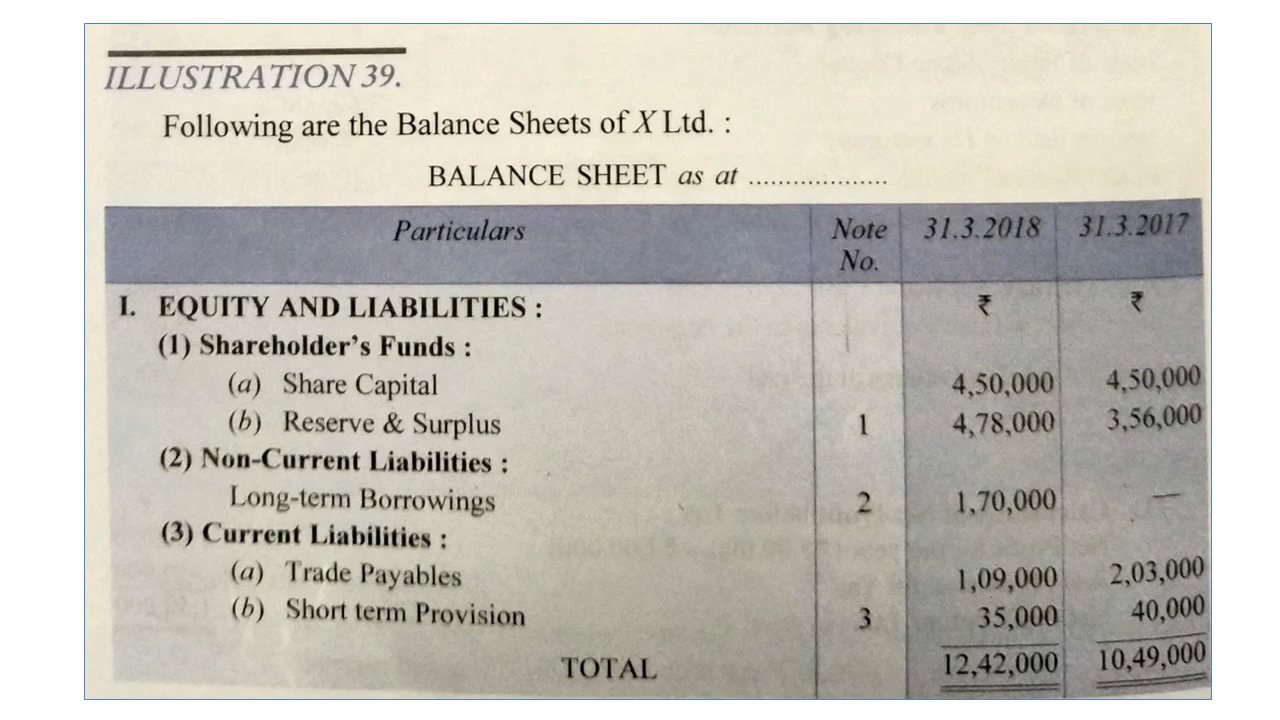 ILLUSTRATION 39.
Following are the Balance Sheets of X Ltd. :
BALANCE SHEET as at ...................
Particulars Note No. 31.3.2018 31.3.2017
I. EQUITY AND LIABILITIES : ₹ ₹
(1) Shareholder's Funds :
(a) Share Capital 4,50,000 4,50,000
(b) Reserve & Surplus 1 4,78,000 3,56,000
(2) Non-Current Liabilities :
Long-term Borrowings 2 1,70,000 —
(3) Current Liabilities :
(a) Trade Payables 1,09,000 2,03,000
(b) Short term Provision 3 35,000 40,000
TOTAL 12,42,000 10,49,000